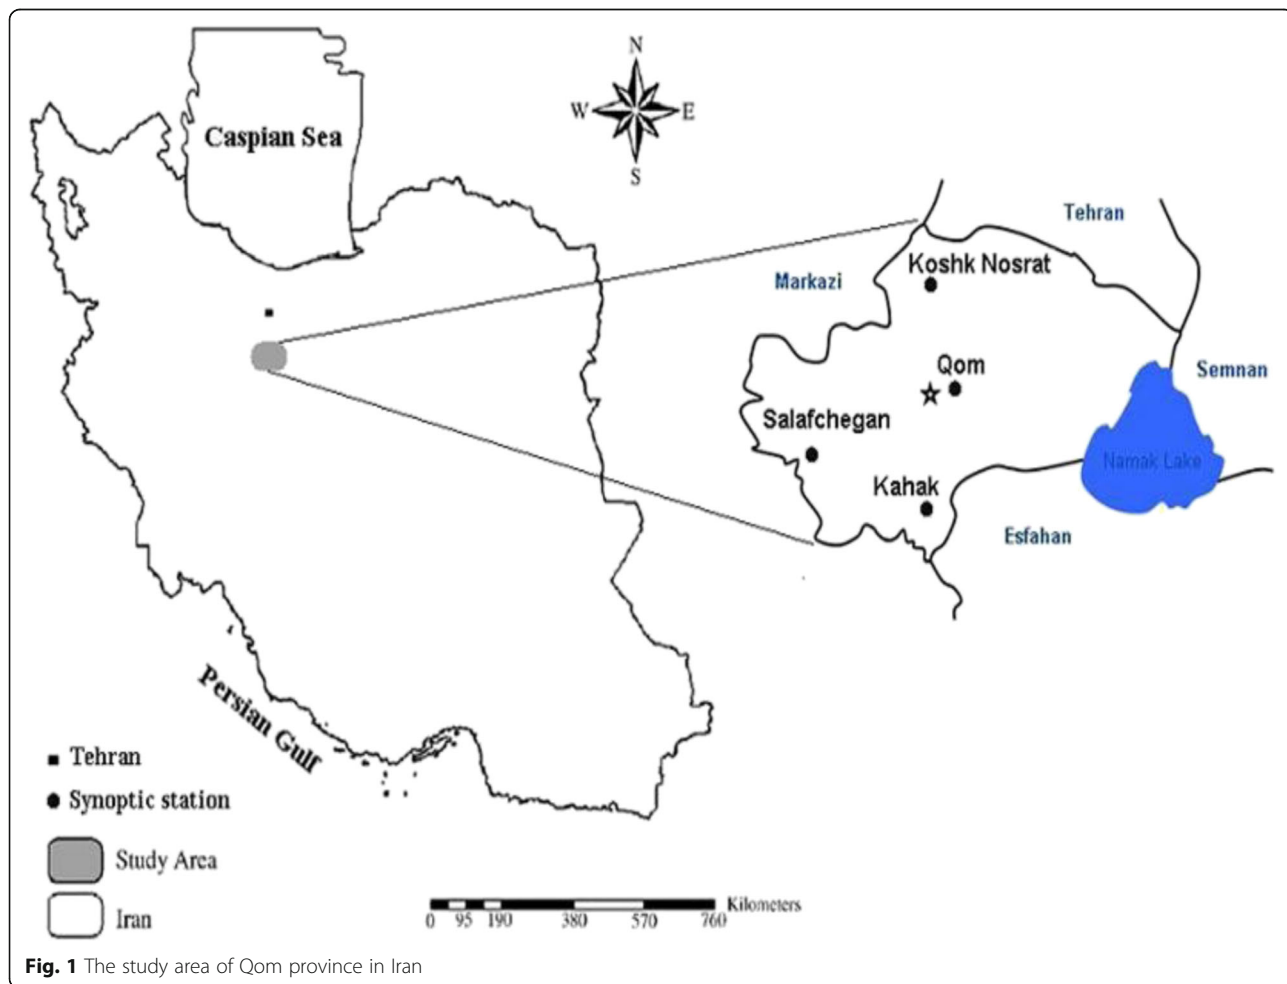 N
W E
S
Caspian Sea
Tehran
Markazi
Koshk Nosrat
Qom
Semnan
Salafchegan
Namak Lake
Kahak
Esfahan
Persian Gulf
Tehran
Synoptic station
Study Area
Iran
Kilometers
0 95 190 380 570 760
Fig. 1 The study area of Qom province in Iran